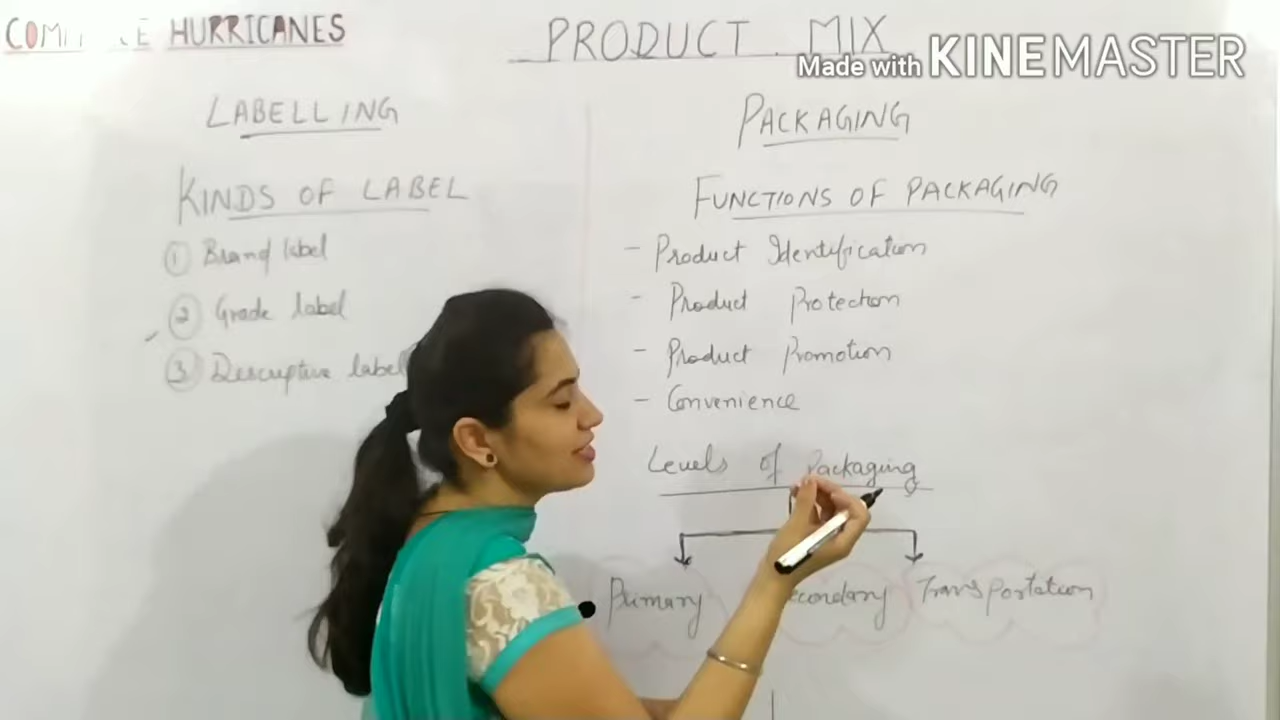 HURRICANES
PRODUCT MIX
Made with KINEMASTER
LABELLING
KINDS OF LABEL
1 Brand label
2 Grade label
3 Descriptive label
PACKAGING
FUNCTIONS OF PACKAGING
- Product Identification
- Product Protection
- Product Promotion
- Convenience
Levels of Packaging
Primary
econdary
Transportation